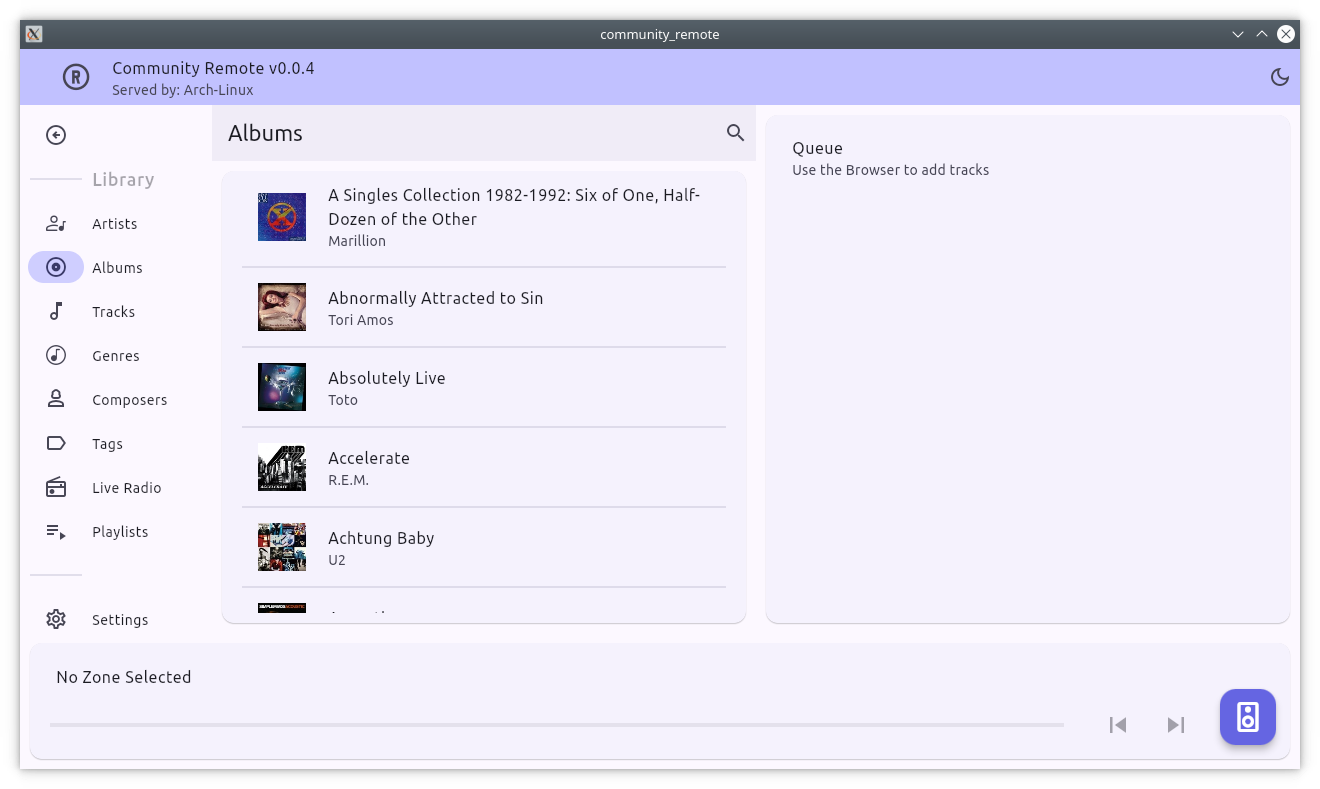 community_remote
R
Community Remote v0.0.4
Served by: Arch-Linux
Library
Artists
Albums
Tracks
Genres
Composers
Tags
Live Radio
Playlists
Settings
Albums
A Singles Collection 1982-1992: Six of One, Half-
Dozen of the Other
Marillion
Abnormally Attracted to Sin
Tori Amos
Absolutely Live
Toto
Accelerate
R.E.M.
Achtung Baby
U2
Queue
Use the Browser to add tracks
No Zone Selected